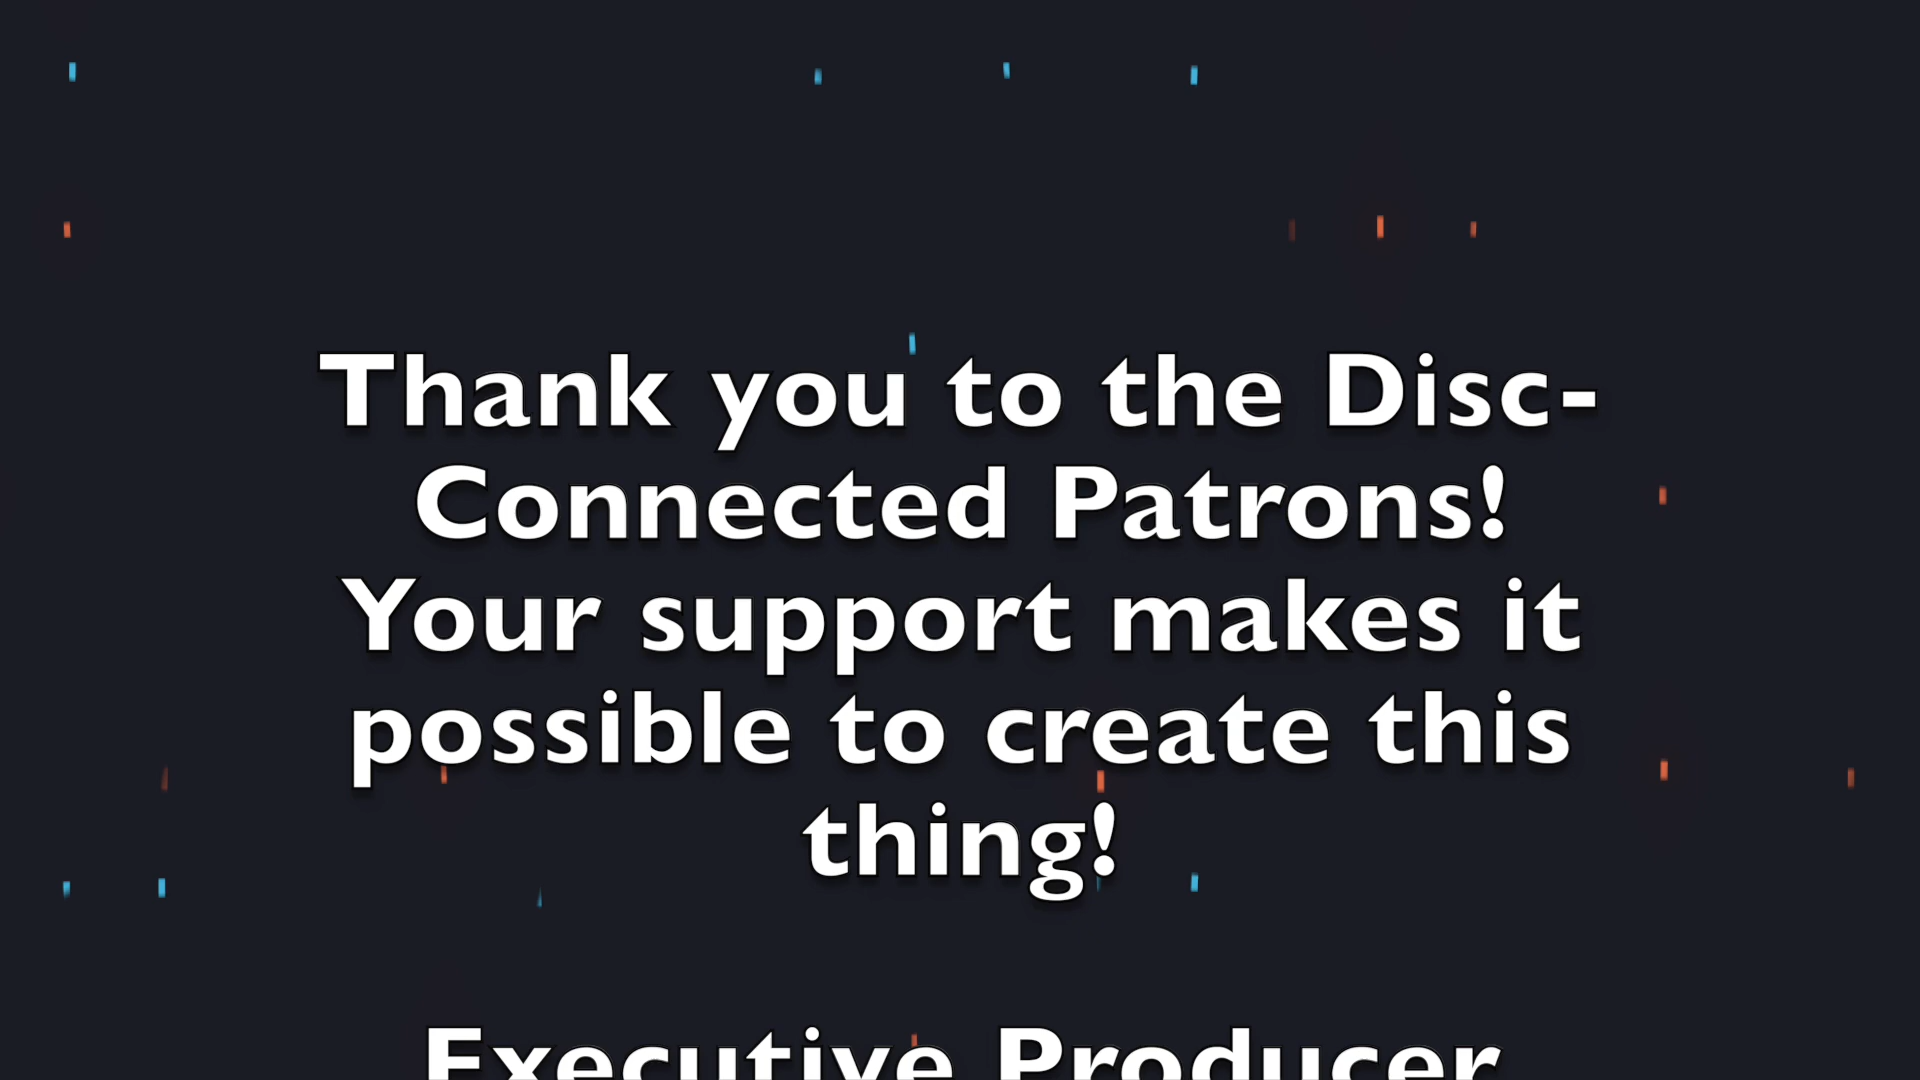 Thank you to the Disc-
Connected Patrons!
Your support makes it
possible to create this
thing!
Executive Producer